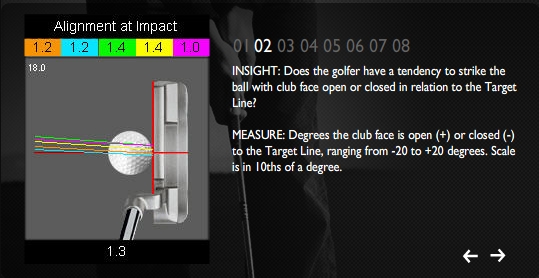 Alignment at Impact
1.2 1.2 1.4 1.4 1.0
18.0
1.3
01 02 03 04 05 06 07 08
INSIGHT: Does the golfer have a tendency to strike the
ball with club face open or closed in relation to the Target
Line?
MEASURE: Degrees the club face is open (+) or closed (-)
to the Target Line, ranging from -20 to +20 degrees. Scale
is in 10ths of a degree.